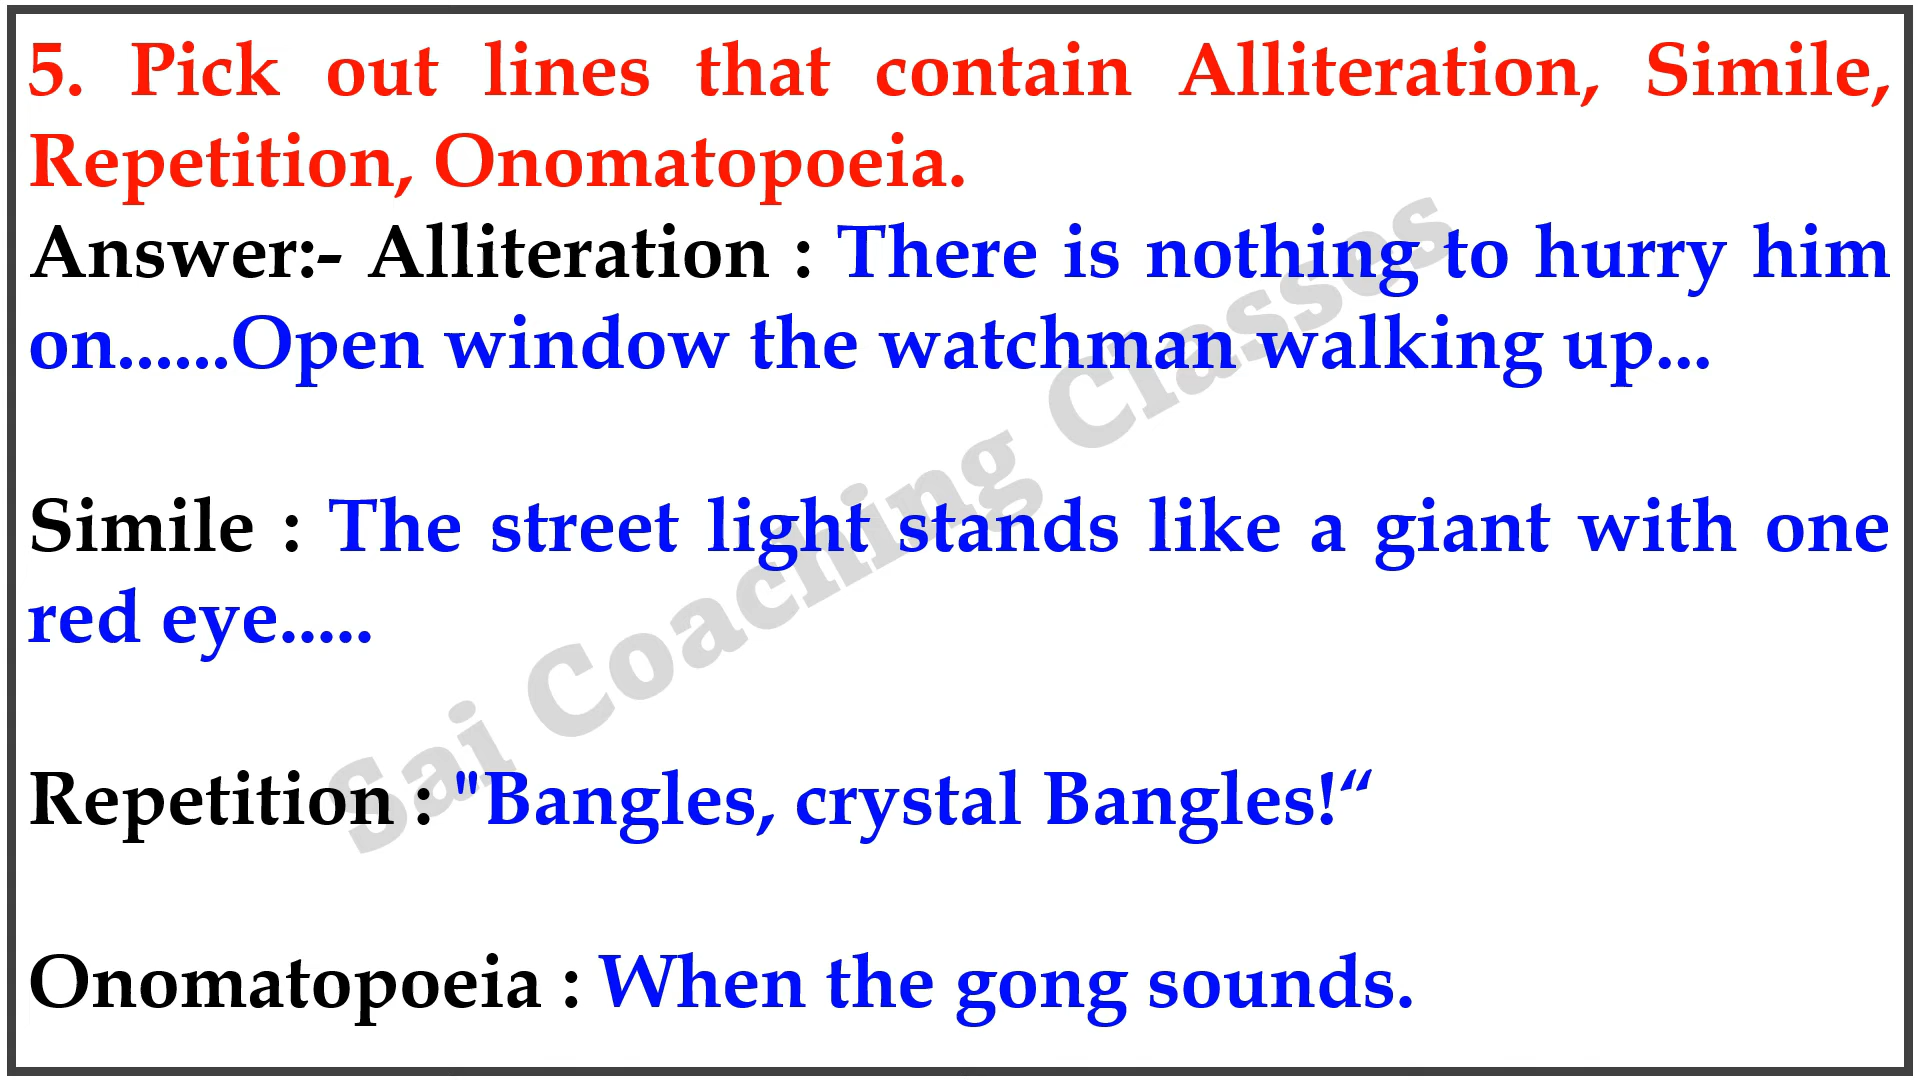 5. Pick out lines that contain Alliteration, Simile,
Repetition, Onomatopoeia.
Answer:- Alliteration : There is nothing to hurry him
on......Open window the watchman walking up...
Simile : The street light stands like a giant with one
red eye.....
Repetition : "Bangles, crystal Bangles!“
Onomatopoeia : When the gong sounds.
Sai Coaching Classes